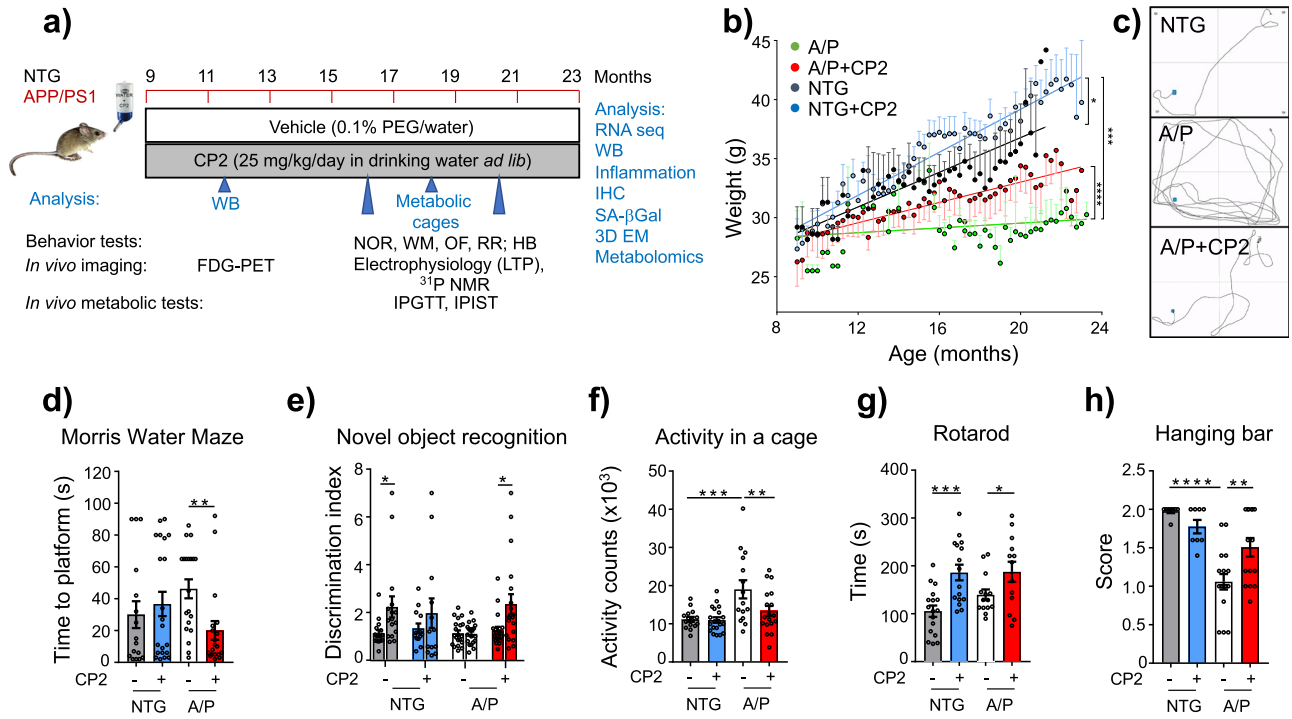 a)
NTG 9 11 13 15 17 19 21 23 Months
APP/PS1
WATER
+
CP2
Vehicle (0.1% PEG/water)
CP2 (25 mg/kg/day in drinking water ad lib)
Analysis:
WB
Metabolic
cages
Behavior tests:
NOR, WM, OF, RR; HB
In vivo imaging:
FDG-PET
Electrophysiology (LTP),
³¹P NMR
In vivo metabolic tests:
IPGTT, IPIST
Analysis:
RNA seq
WB
Inflammation
IHC
SA-βGal
3D EM
Metabolomics
b)
A/P
A/P+CP2
NTG
NTG+CP2
Weight (g)
45
40
35
30
25
8 12 16 20 24
Age (months)
*
***
****
c)
NTG
A/P
A/P+CP2
d)
Morris Water Maze
Time to platform (s)
120
100
80
60
40
20
0
**
CP2 - + - +
NTG A/P
e)
Novel object recognition
Discrimination index
8
6
4
2
0
* *
CP2 - + - +
NTG A/P
f)
Activity in a cage
Activity counts (x10³)
50
40
30
20
10
0
*** **
CP2 - + - +
NTG A/P
g)
Rotarod
Time (s)
400
300
200
100
00
*** *
CP2 - + - +
NTG A/P
h)
Hanging bar
Score
2.5
2.0
1.5
1.0
0.5
0.0
**** **
CP2 - + - +
NTG A/P